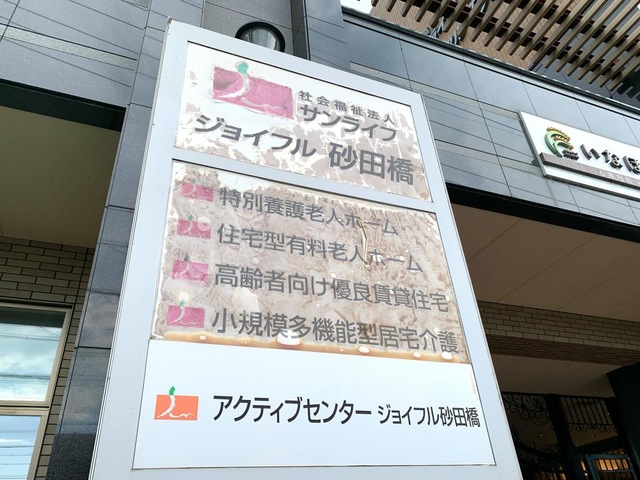 社会福祉法人
サンライフ
ジョイフル 砂田橋
特別養護老人ホーム
住宅型有料老人ホーム
高齢者向け優良賃貸住宅
小規模多機能型居宅介護
アクティブセンター ジョイフル砂田橋
いなほ